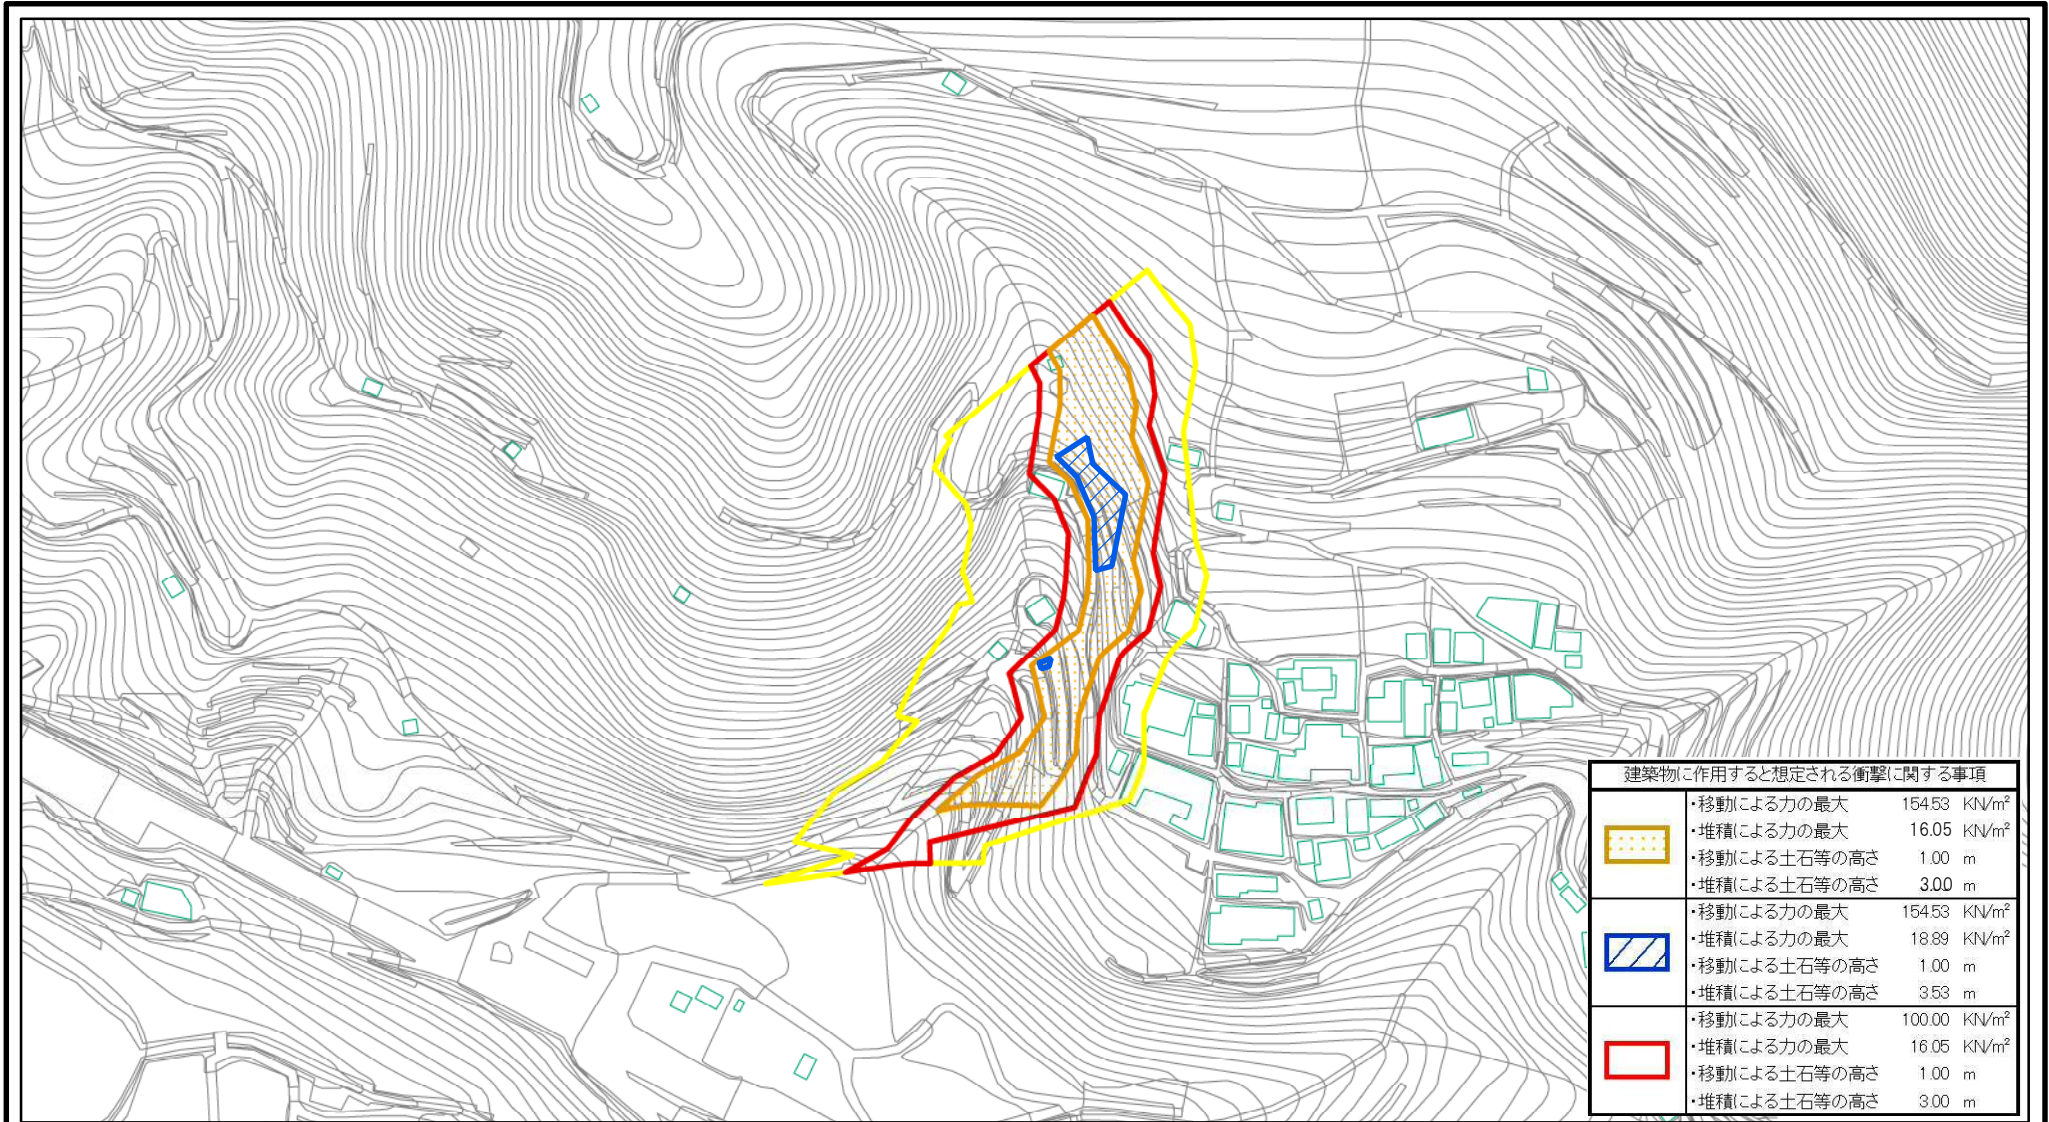 建築物に作用すると想定される衝撃に関する事項
・移動による力の最大 154.53 KN/m²
・堆積による力の最大 16.05 KN/m²
・移動による土石等の高さ 1.00 m
・堆積による土石等の高さ 3.00 m
・移動による力の最大 154.53 KN/m²
・堆積による力の最大 18.89 KN/m²
・移動による土石等の高さ 1.00 m
・堆積による土石等の高さ 3.53 m
・移動による力の最大 100.00 KN/m²
・堆積による力の最大 16.05 KN/m²
・移動による土石等の高さ 1.00 m
・堆積による土石等の高さ 3.00 m